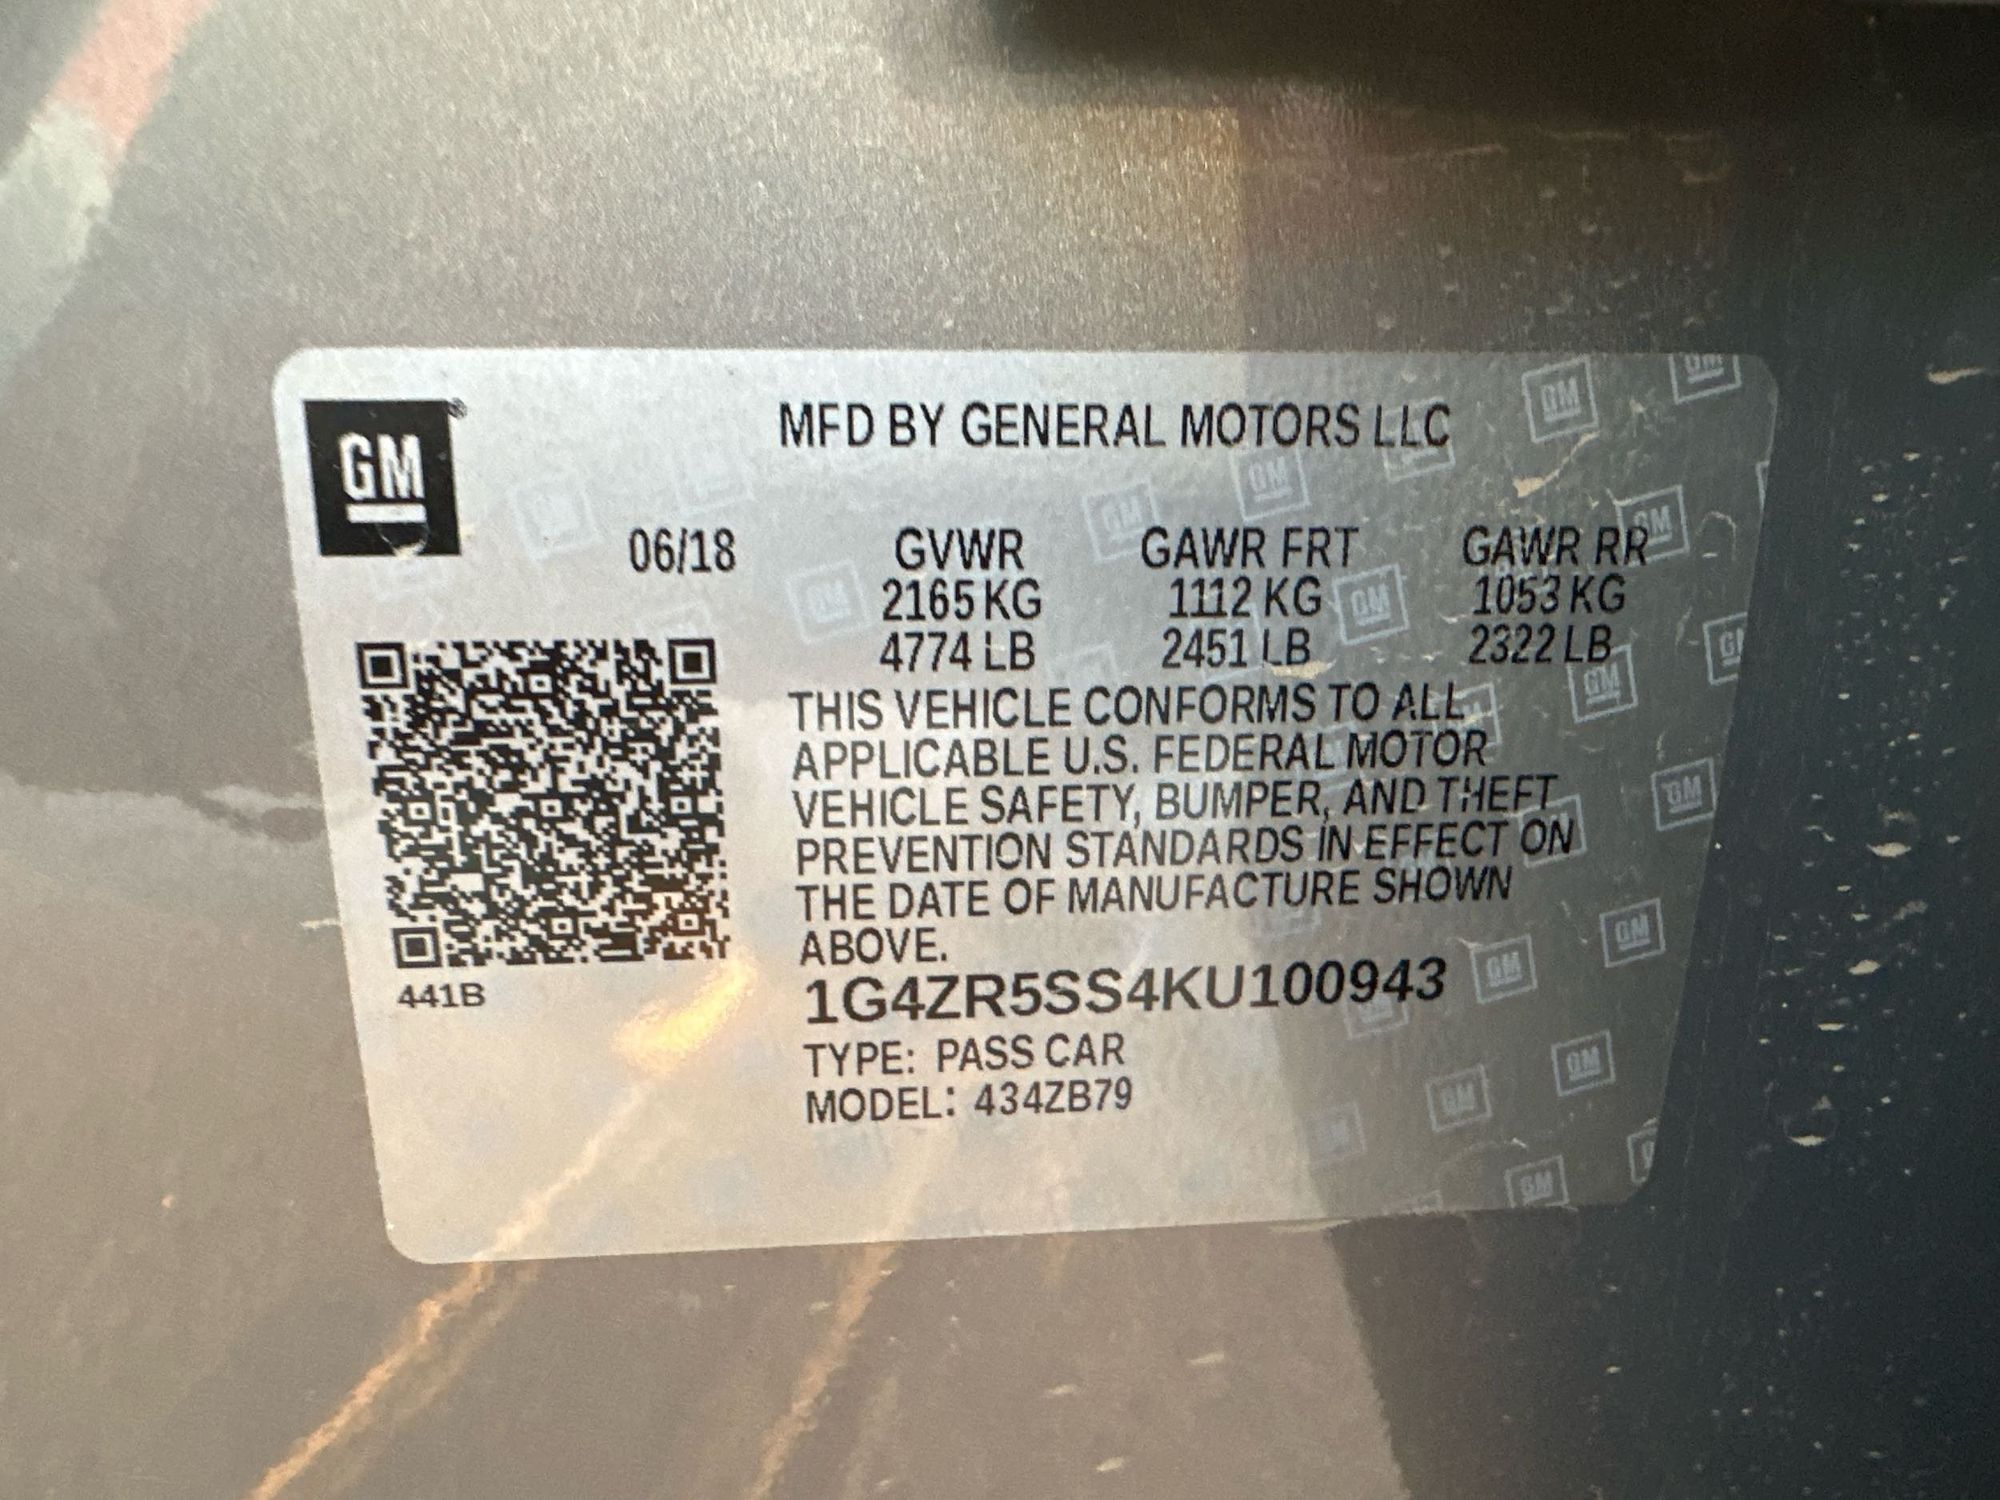 GM®
MFD BY GENERAL MOTORS LLC
06/18 GVWR GAWR FRT GAWR RR
2165 KG 1112 KG 1053 KG
4774 LB 2451 LB 2322 LB
THIS VEHICLE CONFORMS TO ALL
APPLICABLE U.S. FEDERAL MOTOR
VEHICLE SAFETY, BUMPER, AND THEFT
PREVENTION STANDARDS IN EFFECT ON
THE DATE OF MANUFACTURE SHOWN
ABOVE.
441B
1G4ZR5SS4KU100943
TYPE: PASS CAR
MODEL: 434ZB79